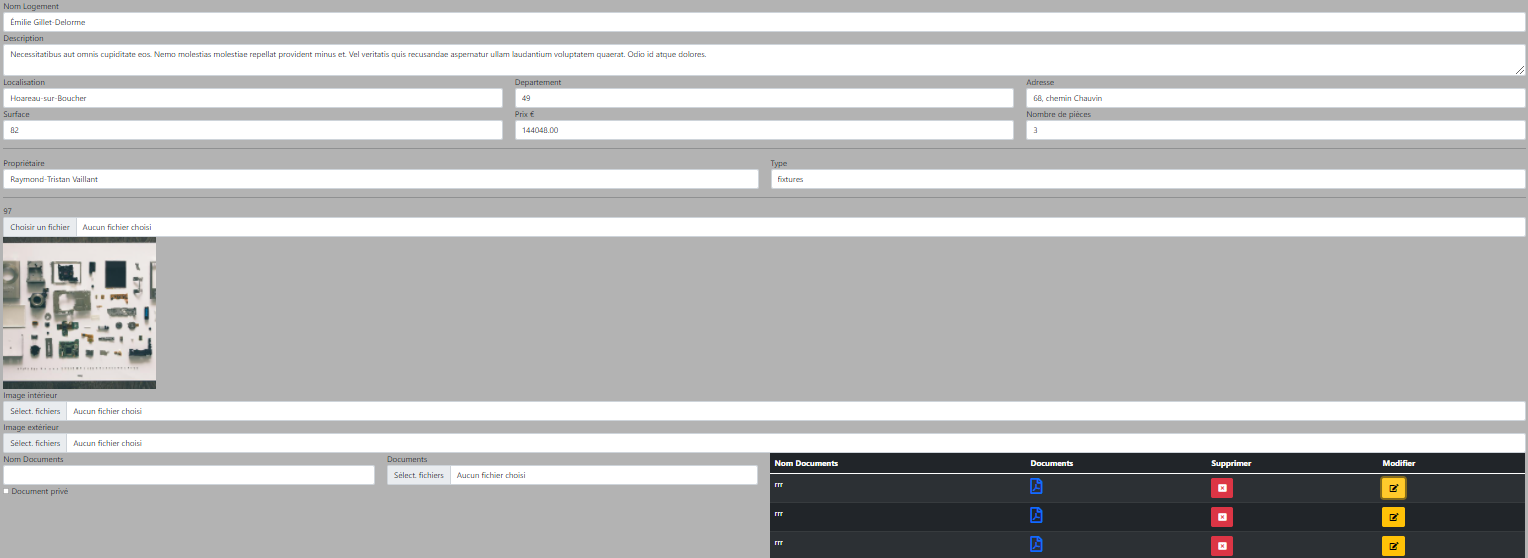 Nom Logement
Émilie Gillet-Delorme
Description
Necessitatibus aut omnis cupiditate eos. Nemo molestias molestiae repellat provident minus et. Vel veritatis quis recusandae aspernatur ullam laudantium voluptatem quaerat. Odio id atque dolores.
Localisation Departement Adresse
Hoareau-sur-Boucher 49 68, chemin Chauvin
Surface Prix € Nombre de pièces
82 144048.00 3
Propriétaire Type
Raymond-Tristan Vaillant fixtures
97
Choisir un fichier Aucun fichier choisi
Image intérieur
Sélect. fichiers Aucun fichier choisi
Image extérieur
Sélect. fichiers Aucun fichier choisi
Nom Documents Documents
Sélect. fichiers Aucun fichier choisi
Document privé
Nom Documents Documents Supprimer Modifier
rrr
rrr
rrr